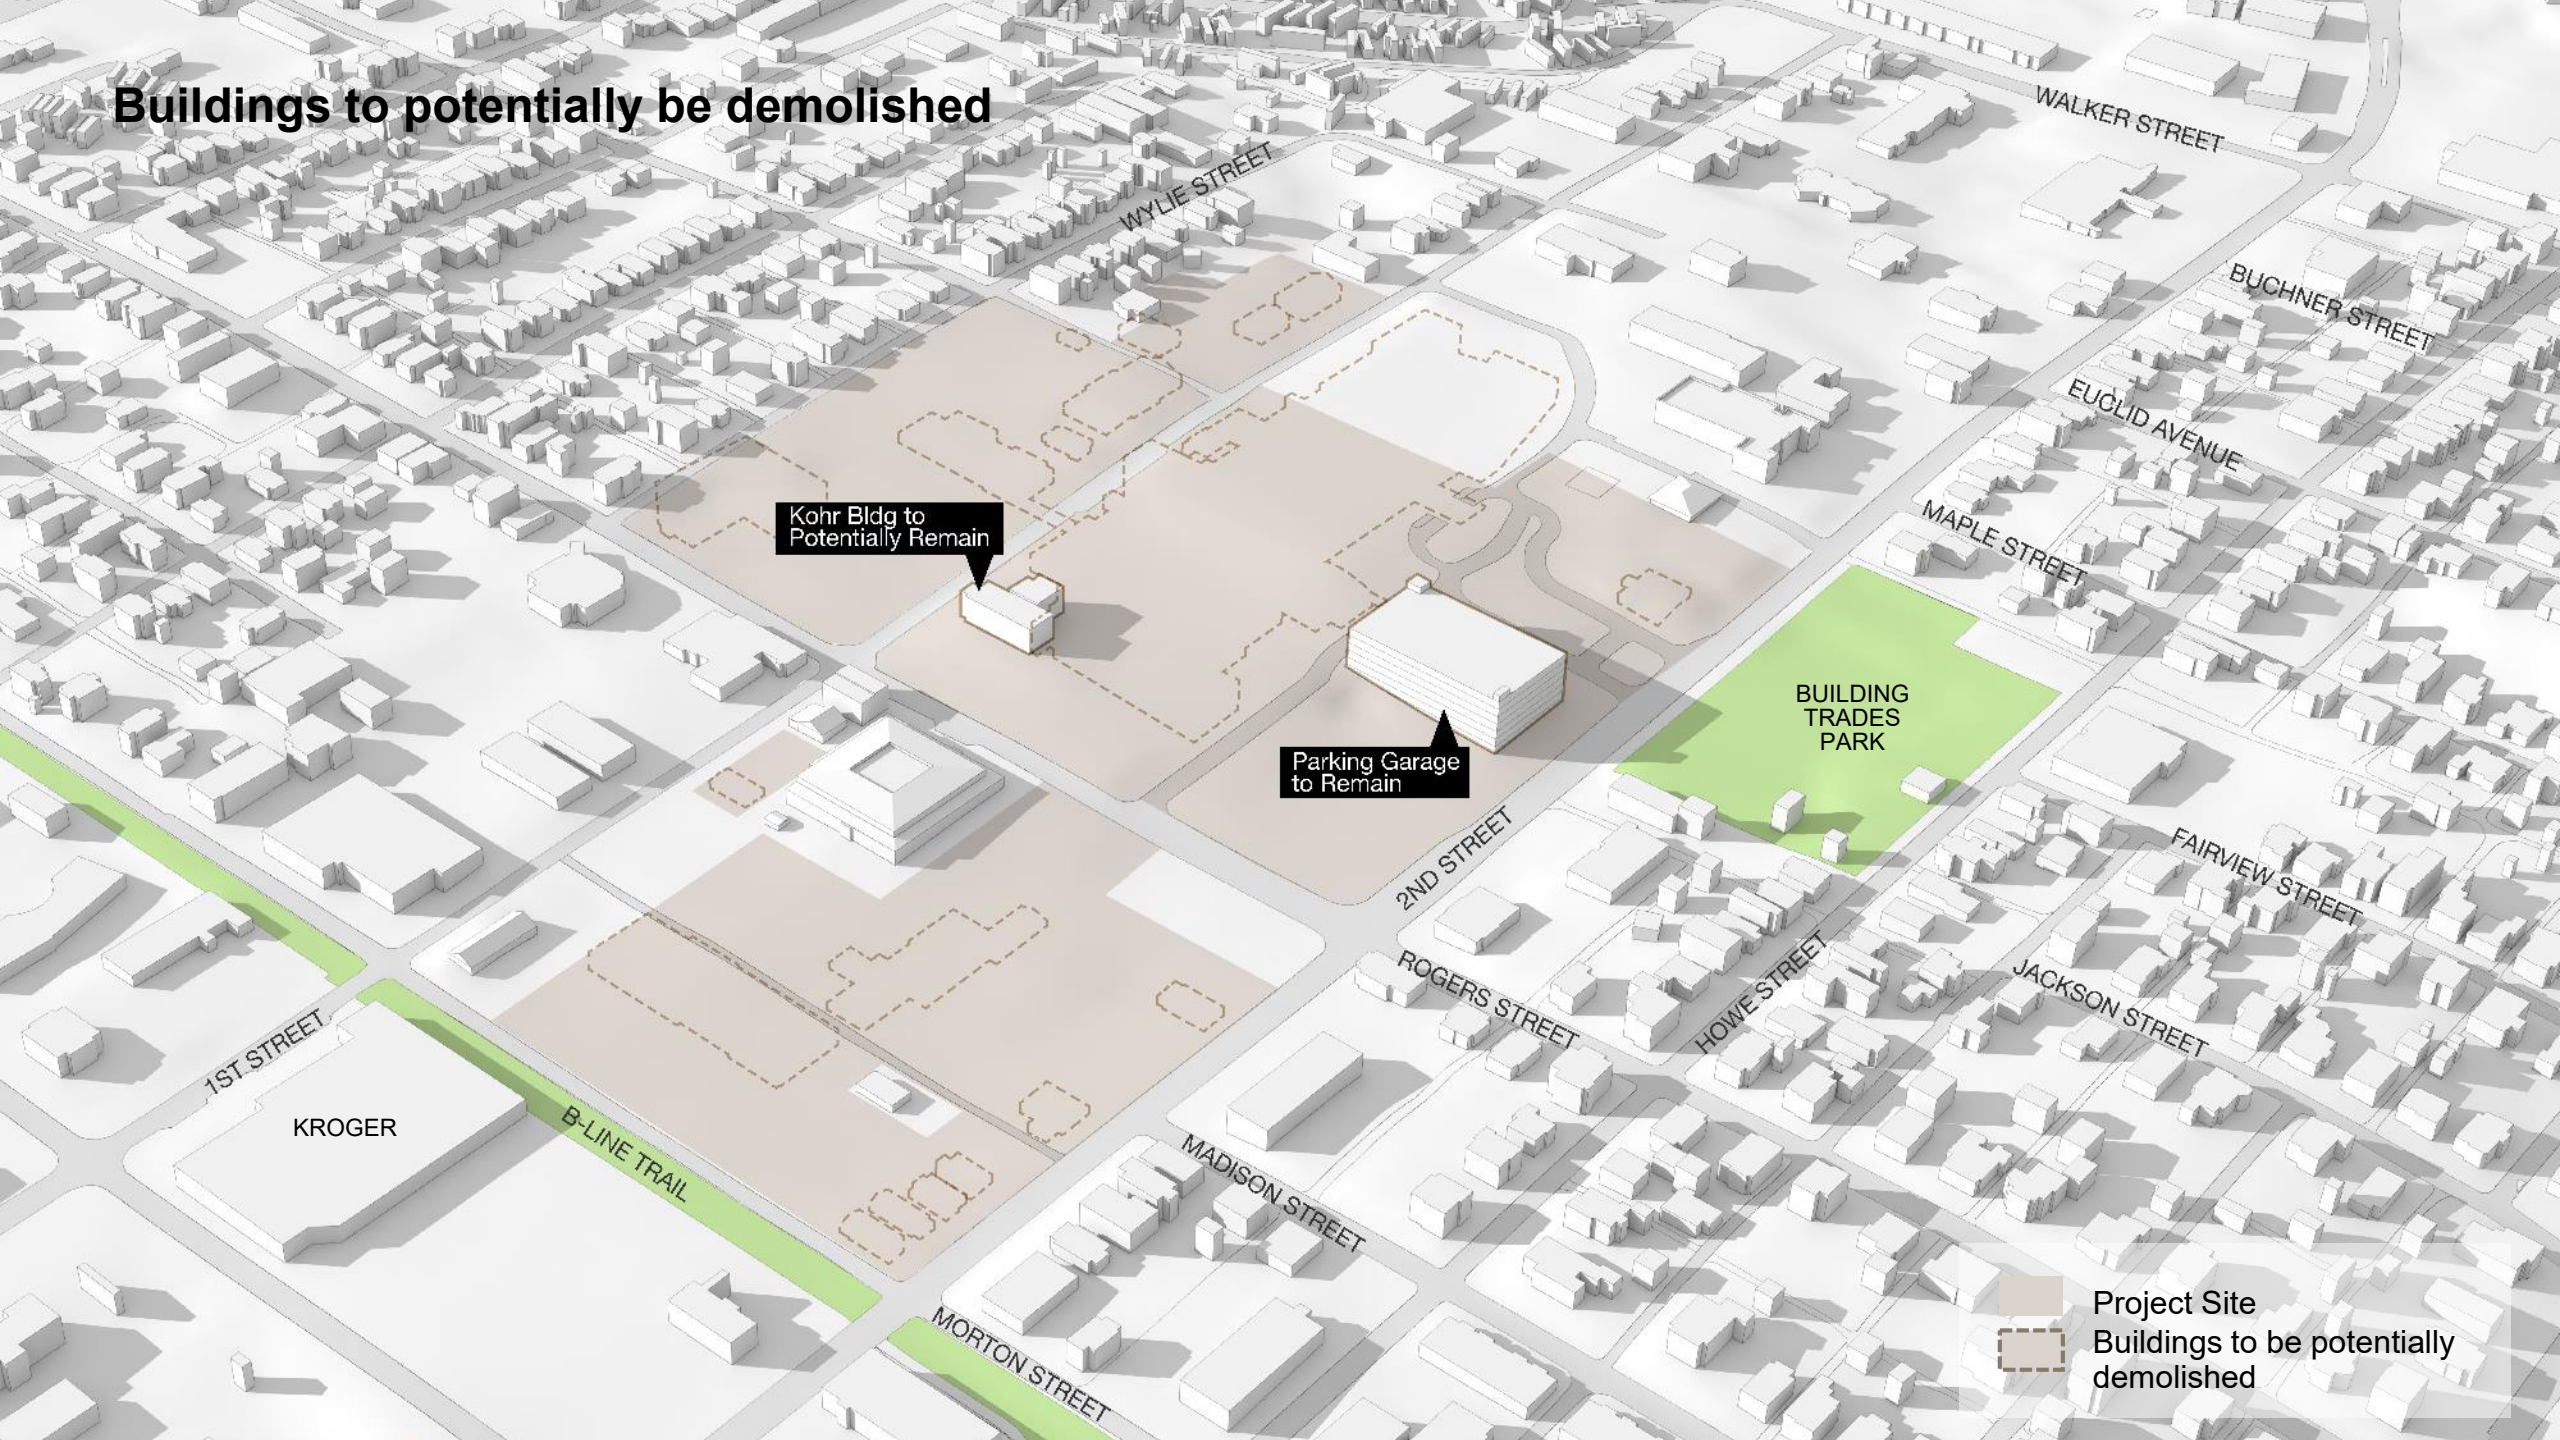 Buildings to potentially be demolished
WALKER STREET
WYLIE STREET
BUCHNER STREET
EUCLID AVENUE
MAPLE STREET
Kohr Bldg to
Potentially Remain
BUILDING
TRADES
PARK
Parking Garage
to Remain
2ND STREET
FAIRVIEW STREET
ROGERS STREET
HOWE STREET
JACKSON STREET
1ST STREET
KROGER
B-LINE TRAIL
MADISON STREET
MORTON STREET
Project Site
Buildings to be potentially
demolished